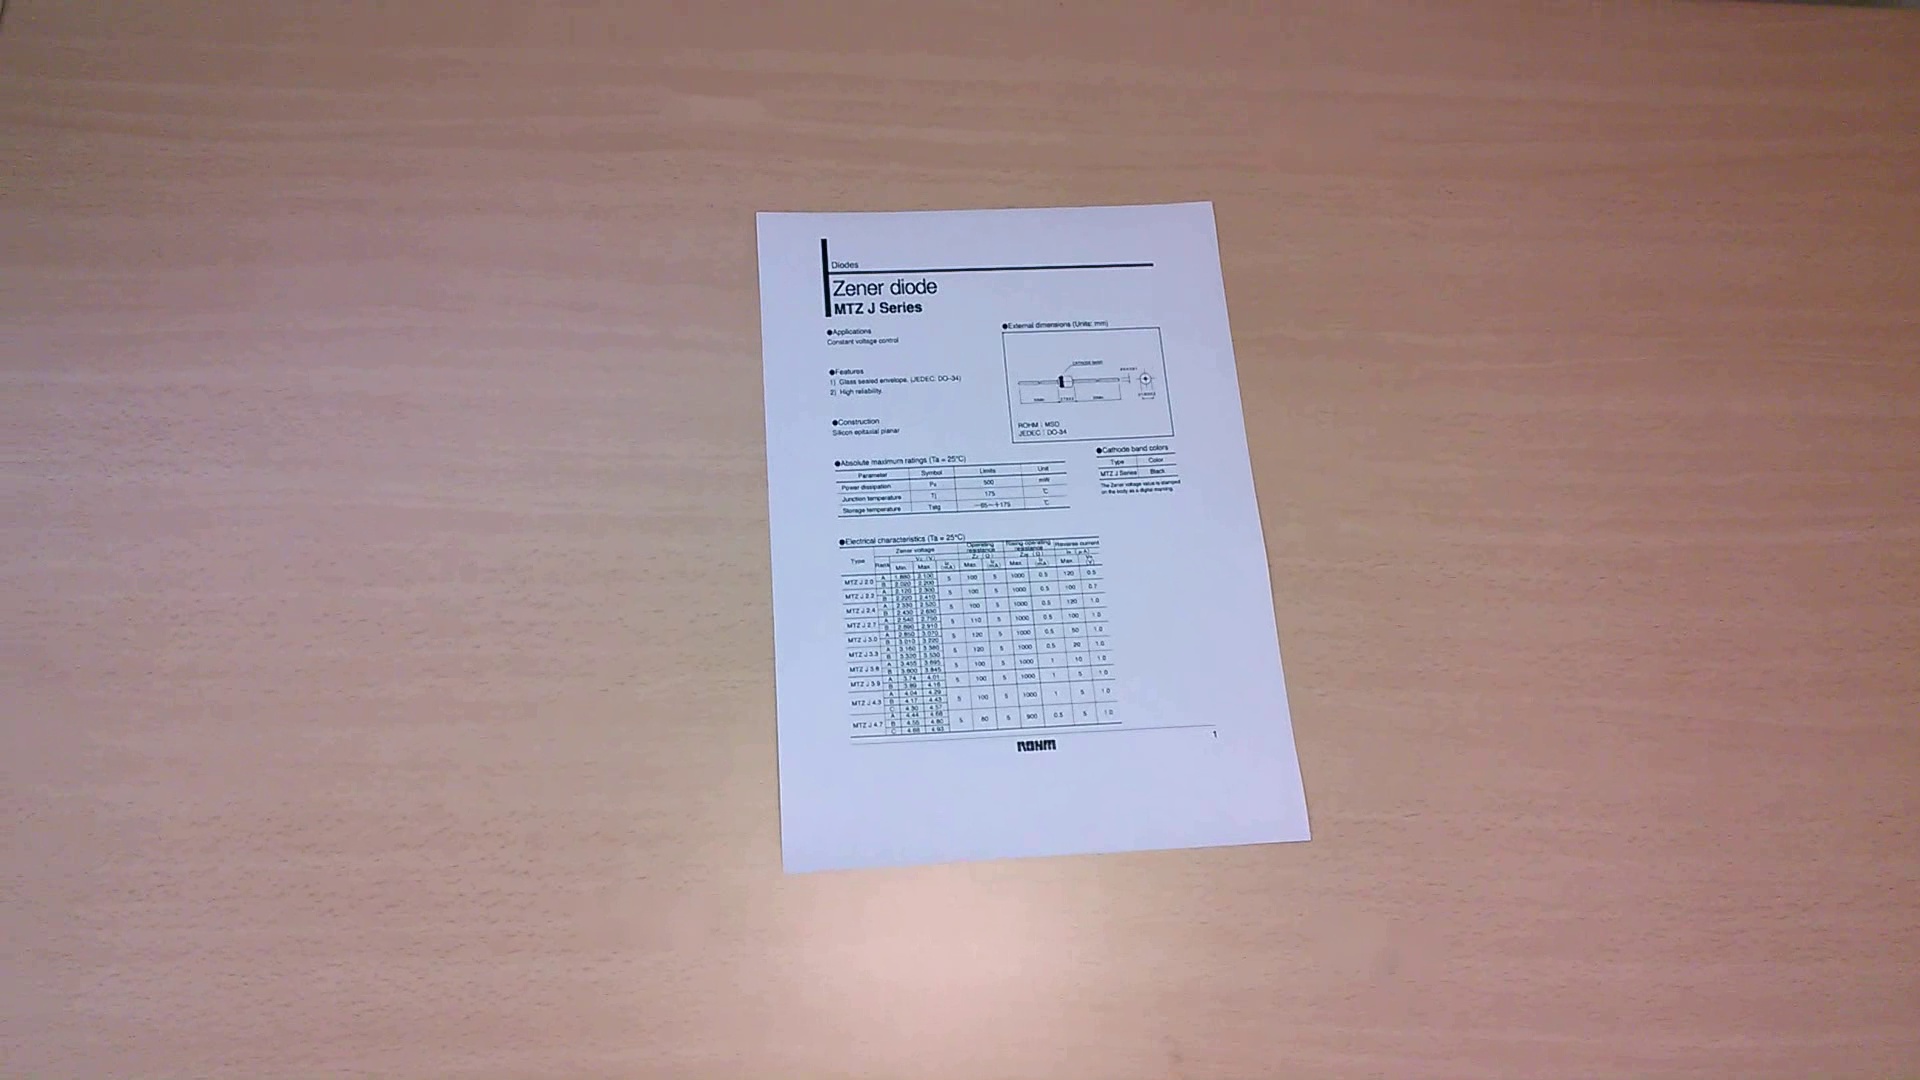 Diodes
Zener diode
MTZ J Series
●Applications
Constant voltage control
●Features
1) Glass sealed envelope. (JEDEC: DO-34)
2) High reliability.
●Construction
Silicon epitaxial planar
●External dimensions (Units: mm)
ROHM : MSD
JEDEC : DO-34
●Absolute maximum ratings (Ta = 25°C)
Parameter Symbol Limits Unit
Power dissipation 500 mW
Junction temperature Tj 175 °C
Storage temperature Tstg -65~+175 °C
●Cathode band colors
Type Color
MTZ J Series Black
The Zener voltage value is stamped
on the body as a digital marking.
●Electrical characteristics (Ta = 25°C)
Type Zener voltage Operating resistance Rising operating resistance Reverse current
Min. Max. Max. Max. Max.
MTZ J 2.0 A 1.880 2.100 5 100 5 1000 0.5 120 0.5
B 2.020 2.200
MTZ J 2.2 A 2.120 2.300 5 100 5 1000 0.5 100 0.7
B 2.220 2.410
MTZ J 2.4 A 2.330 2.520 5 100 5 1000 0.5 120 1.0
B 2.430 2.630
MTZ J 2.7 A 2.540 2.750 5 110 5 1000 0.5 100 1.0
B 2.690 2.910
MTZ J 3.0 A 2.850 3.070 5 120 5 1000 0.5 50 1.0
B 3.010 3.220
MTZ J 3.3 A 3.160 3.380 5 120 5 1000 0.5 20 1.0
B 3.320 3.530
MTZ J 3.6 A 3.455 3.695 5 100 5 1000 1 10 1.0
B 3.600 3.845
MTZ J 3.9 A 3.74 4.01 5 100 5 1000 1 5 1.0
B 3.89 4.16
MTZ J 4.3 A 4.04 4.29 5 100 5 1000 1 5 1.0
B 4.17 4.43
C 4.30 4.57
MTZ J 4.7 A 4.44 4.68 5 80 5 900 0.5 5 1.0
B 4.55 4.80
C 4.68 4.93
ROHM
1